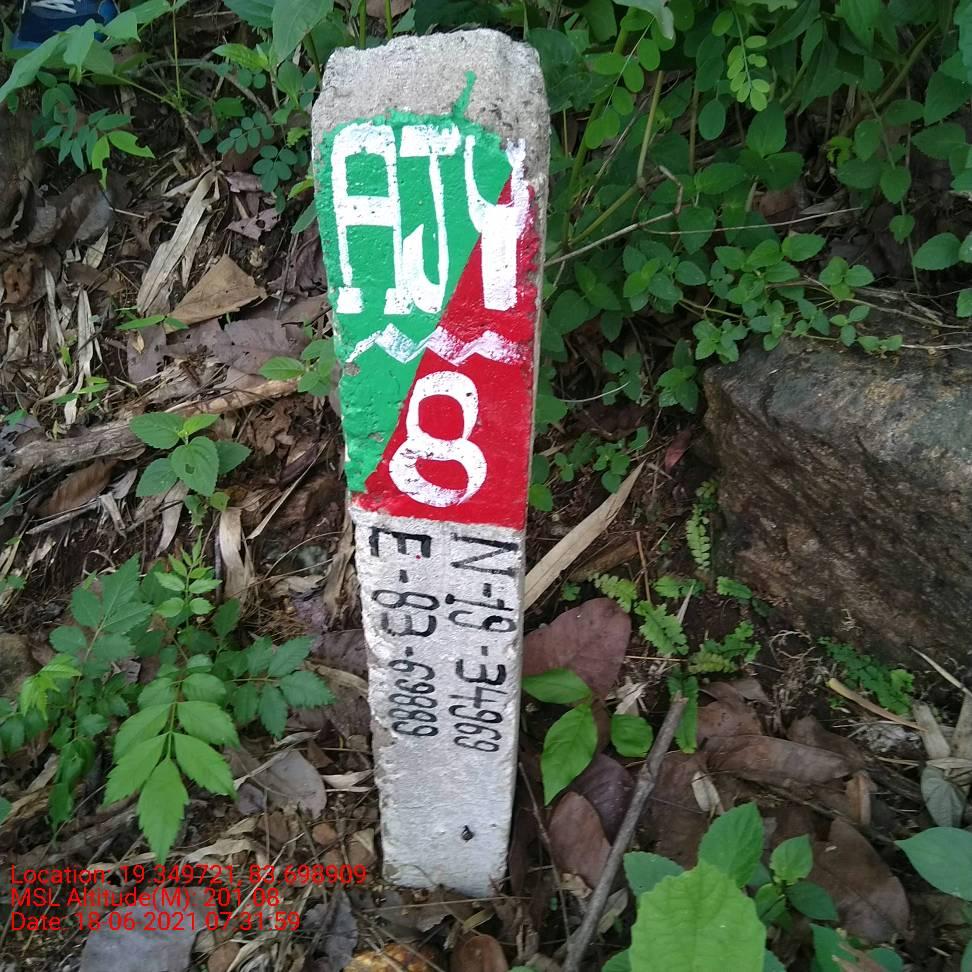 AJY
8
N-19-34969
E-83-69889
Location: 19.349721, 83.698909
MSL Altitude(M): 201.08
Date: 18-06-2021 07:31:59